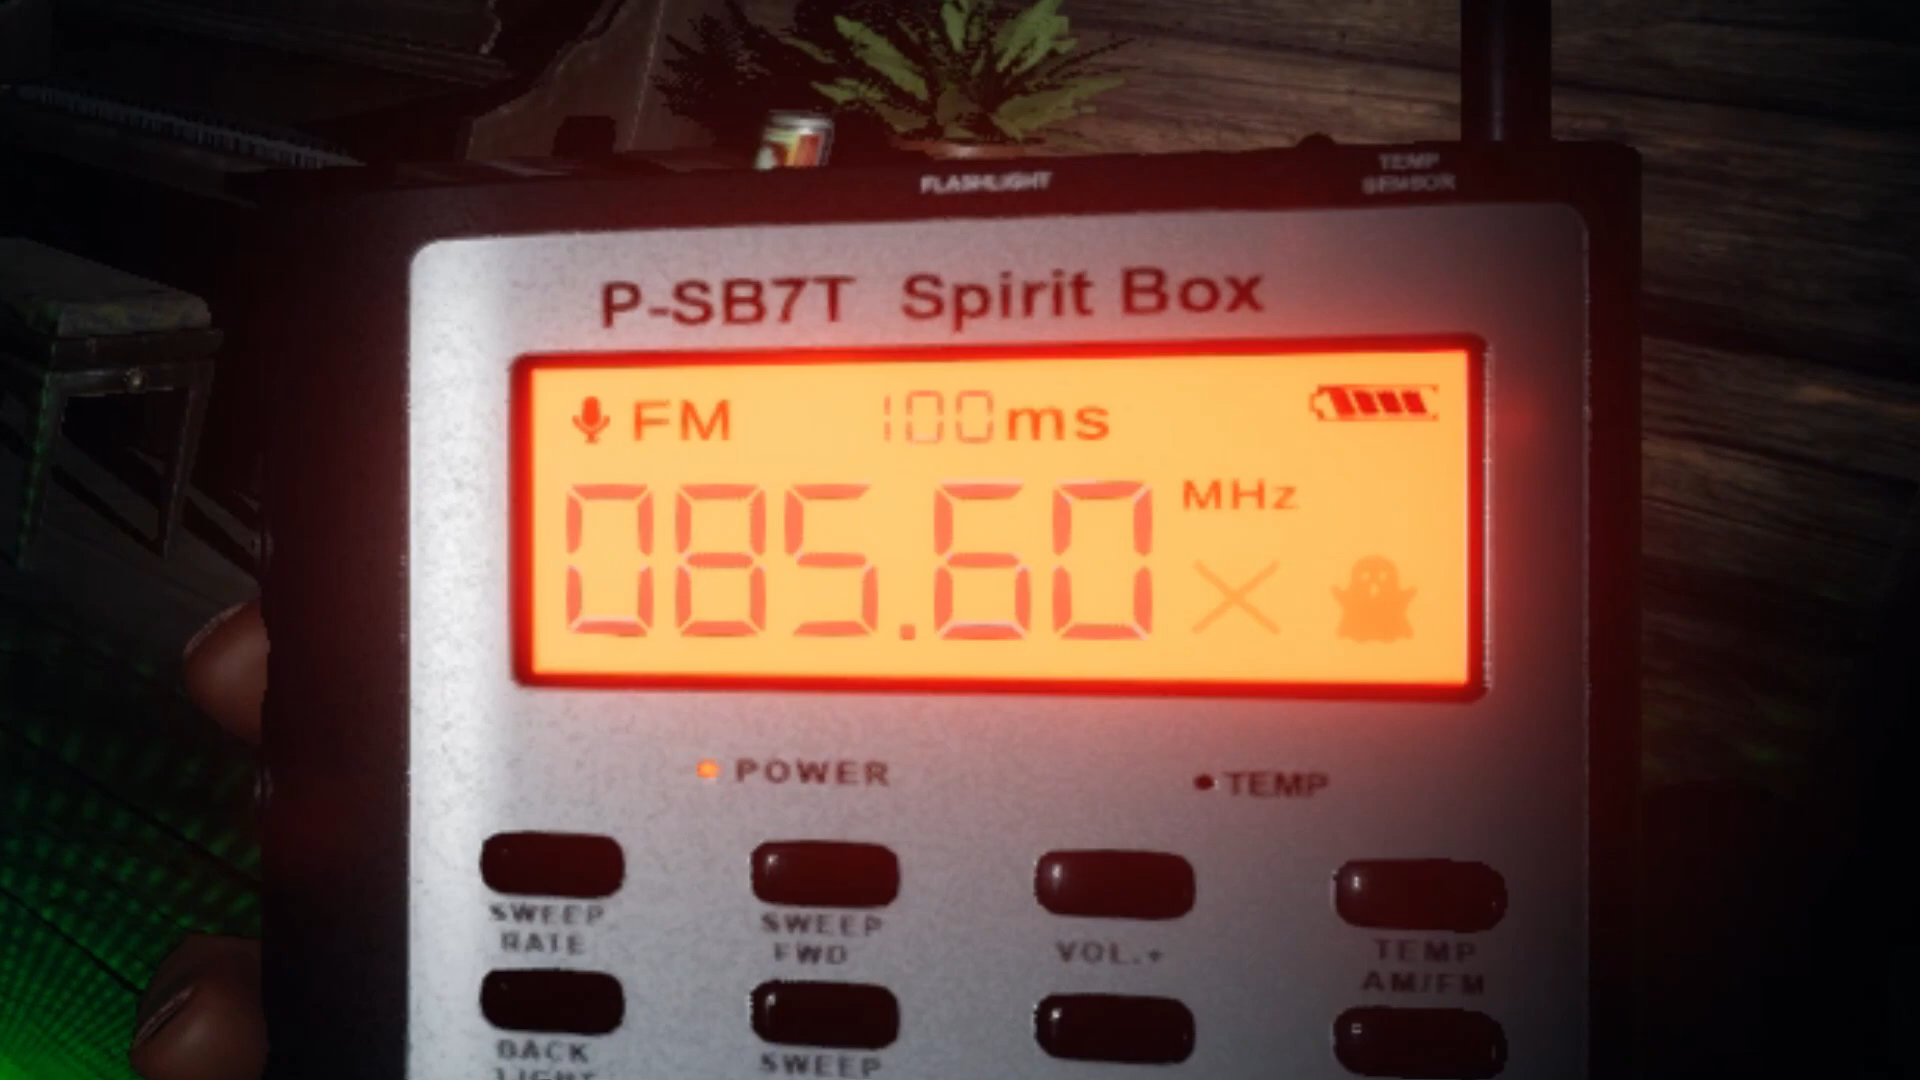 FLASHLIGHT
TEMP
SENSOR
P-SB7T Spirit Box
FM 100ms
085.60 MHz
POWER
TEMP
SWEEP
RATE
SWEEP
FWD
VOL.+
TEMP
AM/FM
BACK
LIGHT
SWEEP